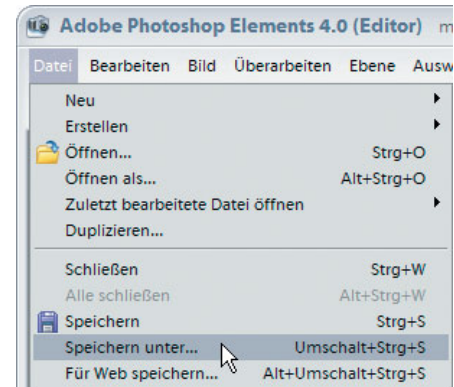 Adobe Photoshop Elements 4.0 (Editor) m
Datei Bearbeiten Bild Überarbeiten Ebene Ausw
Neu
Erstellen
Öffnen... Strg+O
Öffnen als... Alt+Strg+O
Zuletzt bearbeitete Datei öffnen
Duplizieren...
Schließen Strg+W
Alle schließen Alt+Strg+W
Speichern Strg+S
Speichern unter... Umschalt+Strg+S
Für Web speichern... Alt+Umschalt+Strg+S